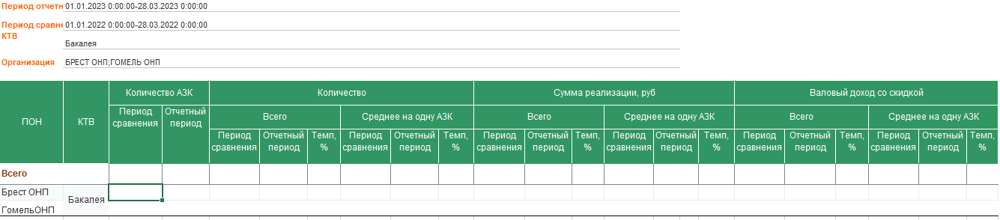 Период отчетн 01.01.2023 0:00:00-28.03.2023 0:00:00
Период сравне 01.01.2022 0:00:00-28.03.2022 0:00:00
КТВ
Бакалея
Организация БРЕСТ ОНП;ГОМЕЛЬ ОНП
Количество АЗК Количество Сумма реализации, руб Валовый доход со скидкой
ПОН КТВ Период сравнения Отчетный период Всего Среднее на одну АЗК Всего Среднее на одну АЗК Всего Среднее на одну АЗК
Период Отчетный Темп, Период Отчетный Темп, Период Отчетный Темп, Период Отчетный Темп, Период Отчетный Темп, Период Отчетный Темп,
сравнения период % сравнения период % сравнения период % сравнения период % сравнения период % сравнения период %
Всего
Брест ОНП
Бакалея
ГомельОНП